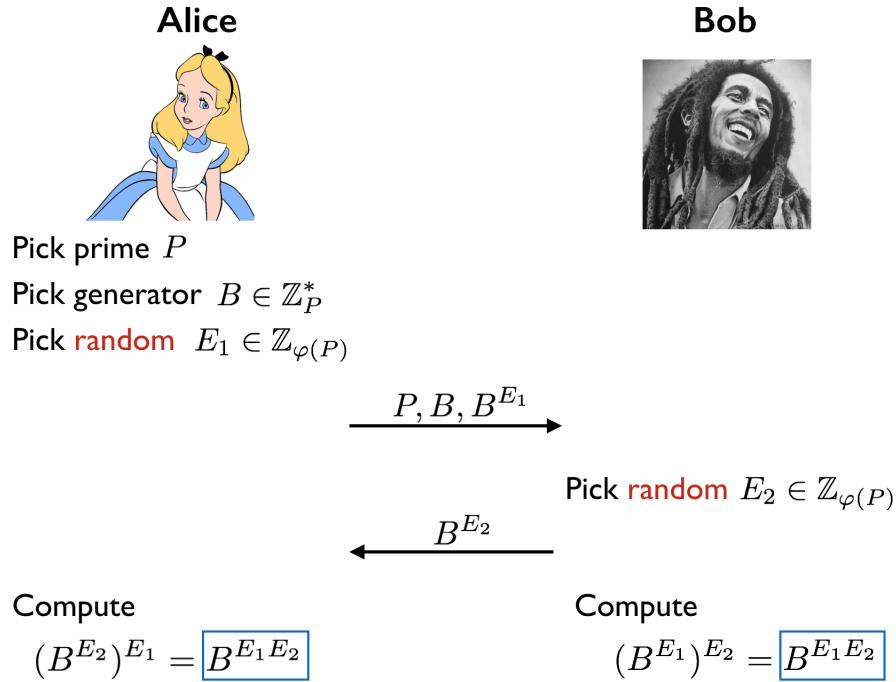 Alice
Bob
Pick prime P
Pick generator B ∈ ℤ*_P
Pick random E₁ ∈ ℤ_φ(P)
P, B, B^{E₁}
Pick random E₂ ∈ ℤ_φ(P)
B^{E₂}
Compute
(B^{E₂})^{E₁} = B^{E₁E₂}
Compute
(B^{E₁})^{E₂} = B^{E₁E₂}